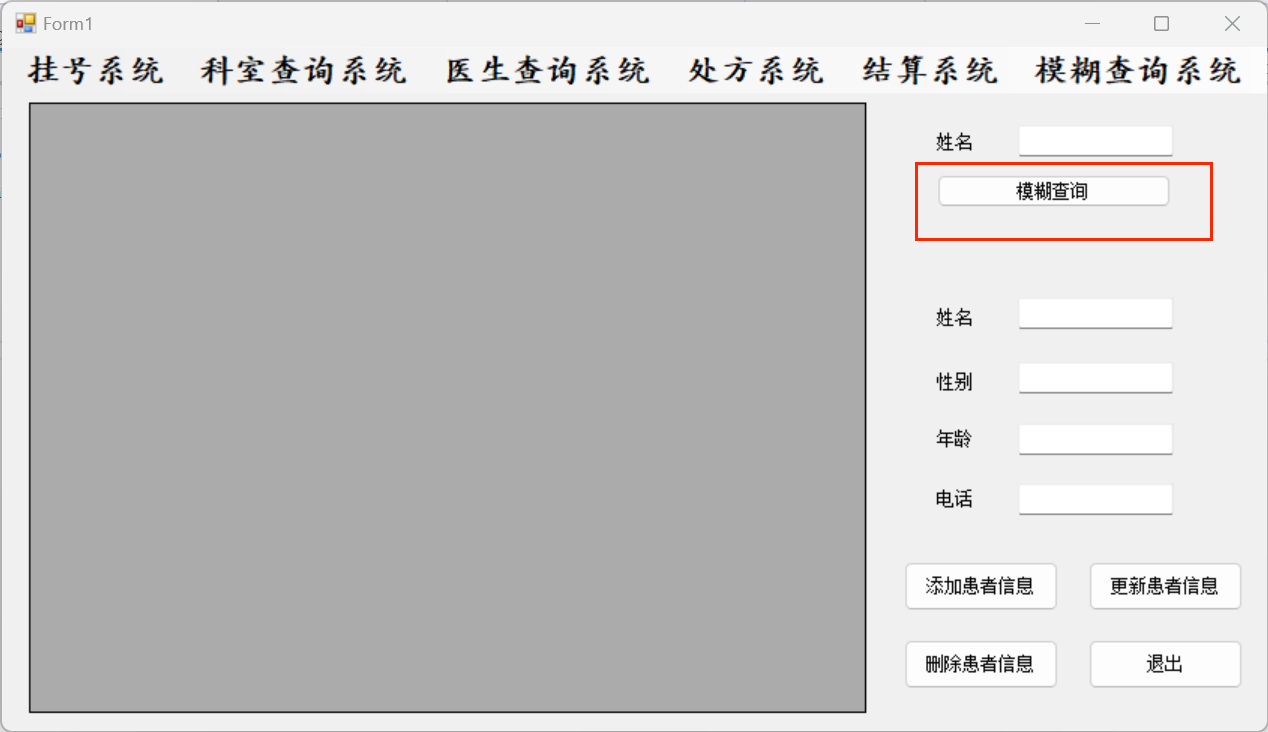 Form1
挂号系统 科室查询系统 医生查询系统 处方系统 结算系统 模糊查询系统
姓名
模糊查询
姓名
性别
年龄
电话
添加患者信息 更新患者信息
删除患者信息 退出